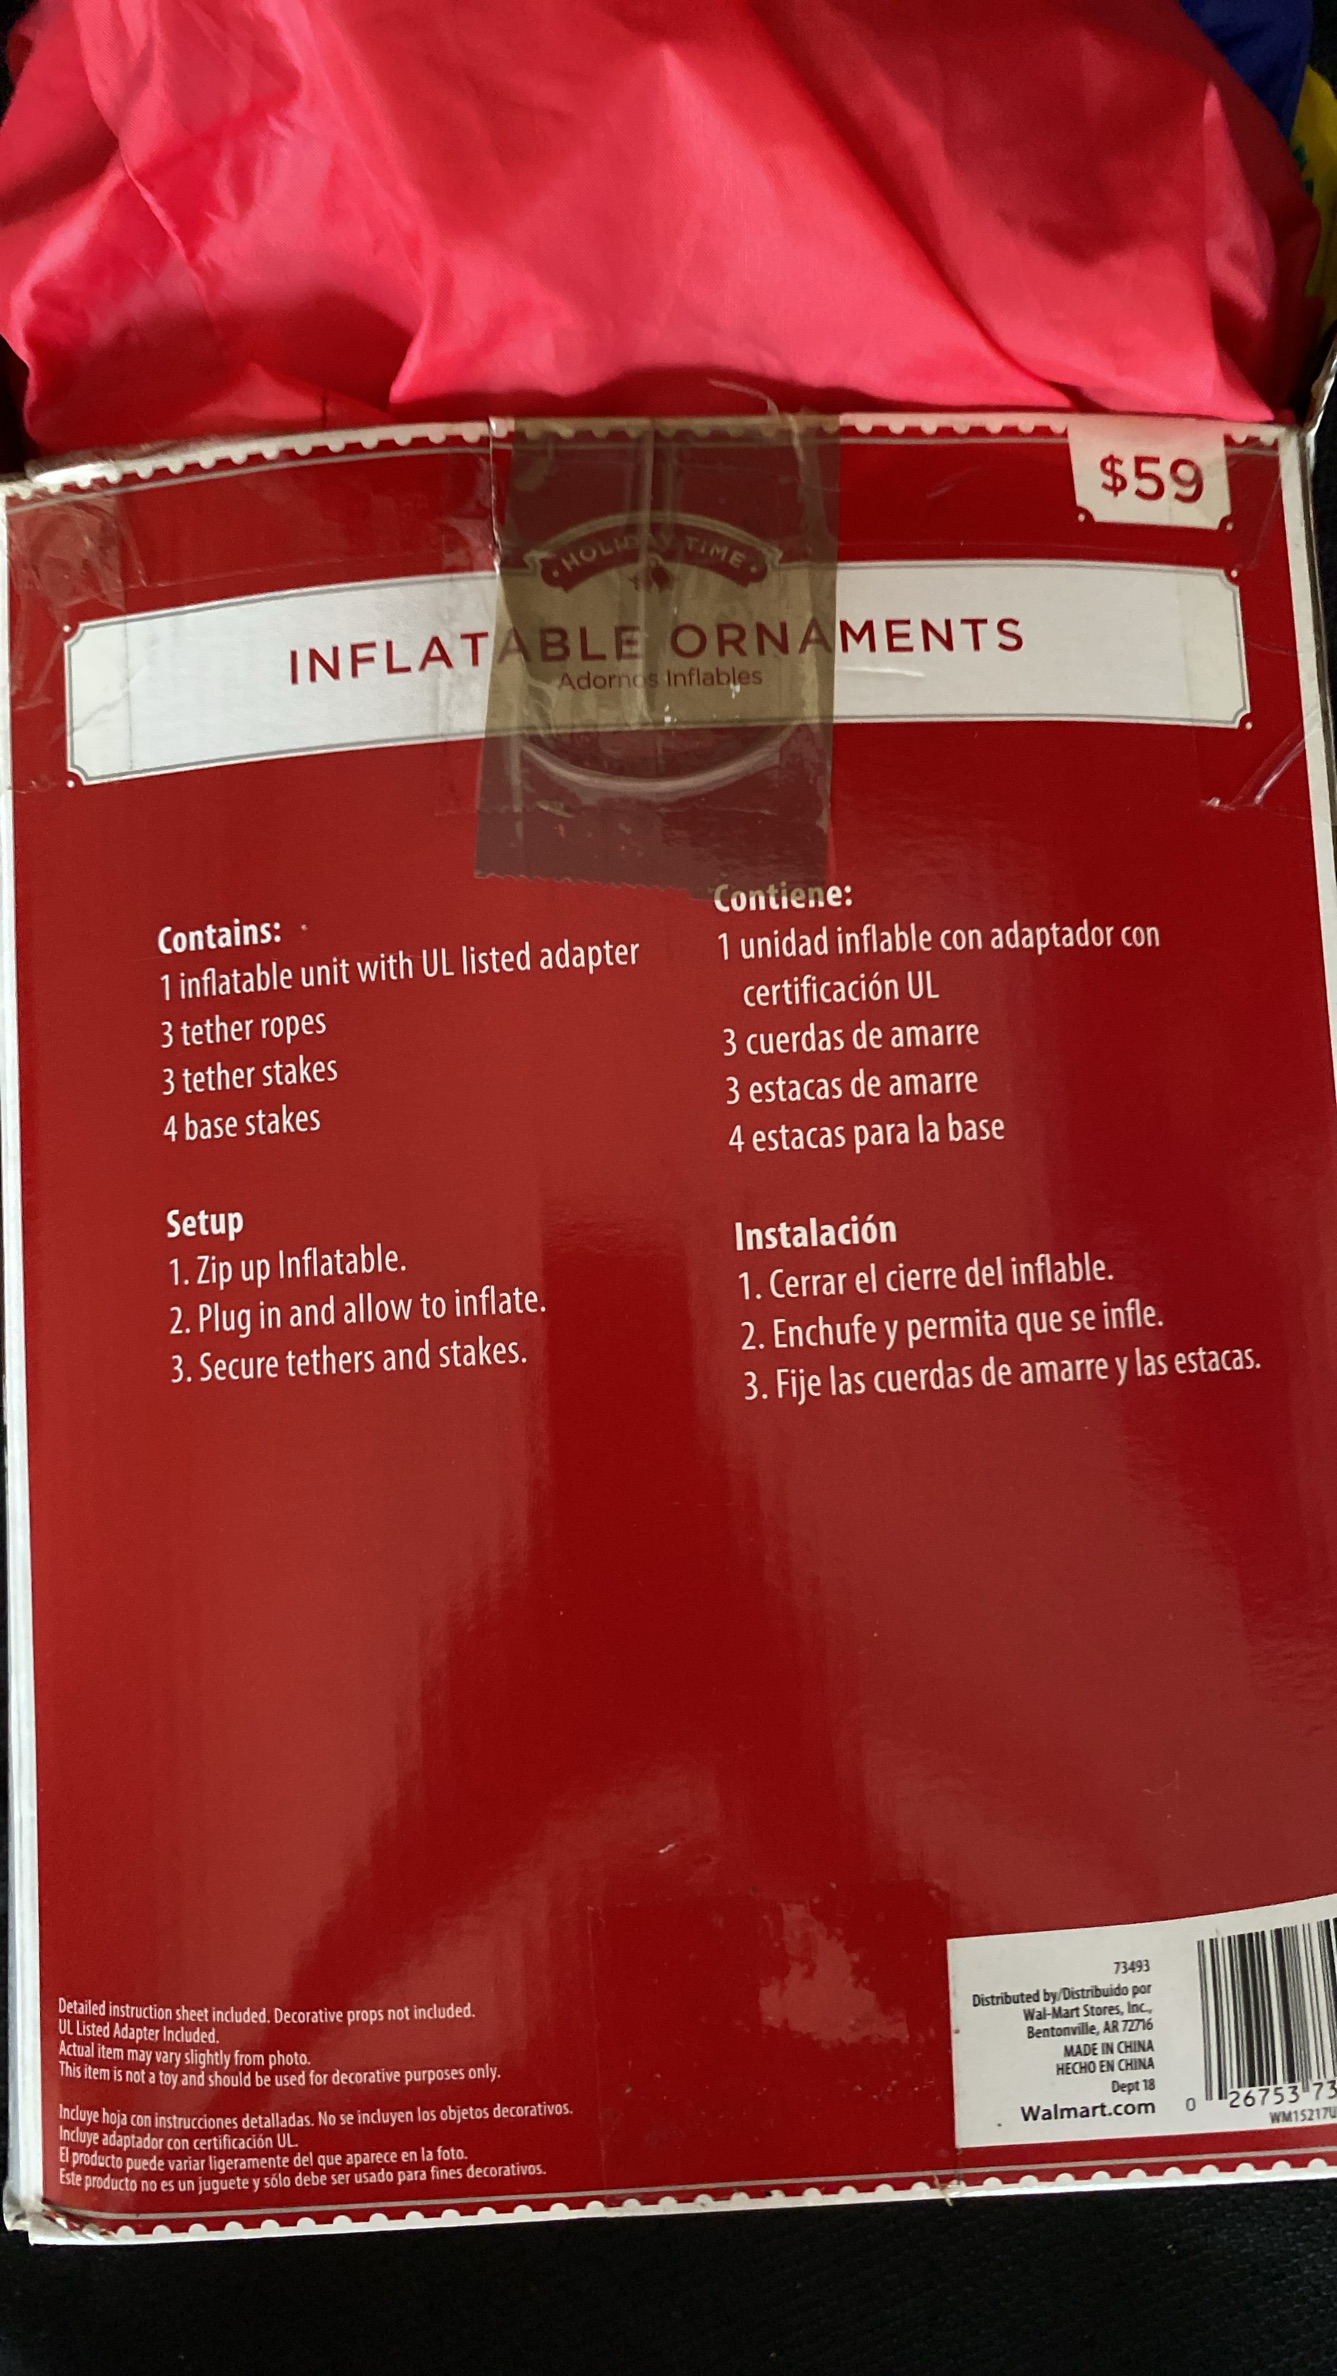 $59
HOLIDAY TIME
INFLATABLE ORNAMENTS
Adornos Inflables
Contains:
1 inflatable unit with UL listed adapter
3 tether ropes
3 tether stakes
4 base stakes
Setup
1. Zip up Inflatable.
2. Plug in and allow to inflate.
3. Secure tethers and stakes.
Contiene:
1 unidad inflable con adaptador con
certificación UL
3 cuerdas de amarre
3 estacas de amarre
4 estacas para la base
Instalación
1. Cerrar el cierre del inflable.
2. Enchufe y permita que se infle.
3. Fije las cuerdas de amarre y las estacas.
Detailed instruction sheet included. Decorative props not included.
UL Listed Adapter Included.
Actual item may vary slightly from photo.
This item is not a toy and should be used for decorative purposes only.
Incluye hoja con instrucciones detalladas. No se incluyen los objetos decorativos.
Incluye adaptador con certificación UL.
El producto puede variar ligeramente del que aparece en la foto.
Este producto no es un juguete y sólo debe ser usado para fines decorativos.
73493
Distributed by/Distribuido por
Wal-Mart Stores, Inc.,
Bentonville, AR 72716
MADE IN CHINA
HECHO EN CHINA
Dept 18
Walmart.com
0 26753 73
WM15217U